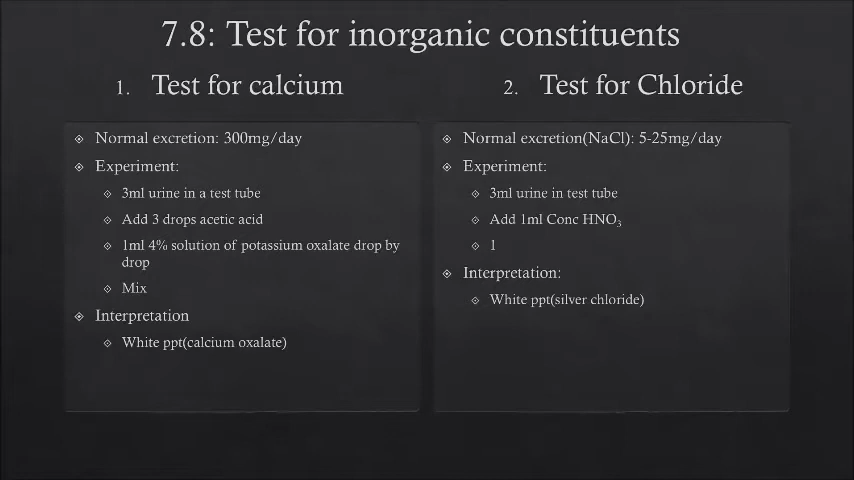 7.8: Test for inorganic constituents
1. Test for calcium
Normal excretion: 300mg/day
Experiment:
3ml urine in a test tube
Add 3 drops acetic acid
1ml 4% solution of potassium oxalate drop by
drop
Mix
Interpretation
White ppt(calcium oxalate)
2. Test for Chloride
Normal excretion(NaCl): 5-25mg/day
Experiment:
3ml urine in test tube
Add 1ml Conc HNO₃
1
Interpretation:
White ppt(silver chloride)